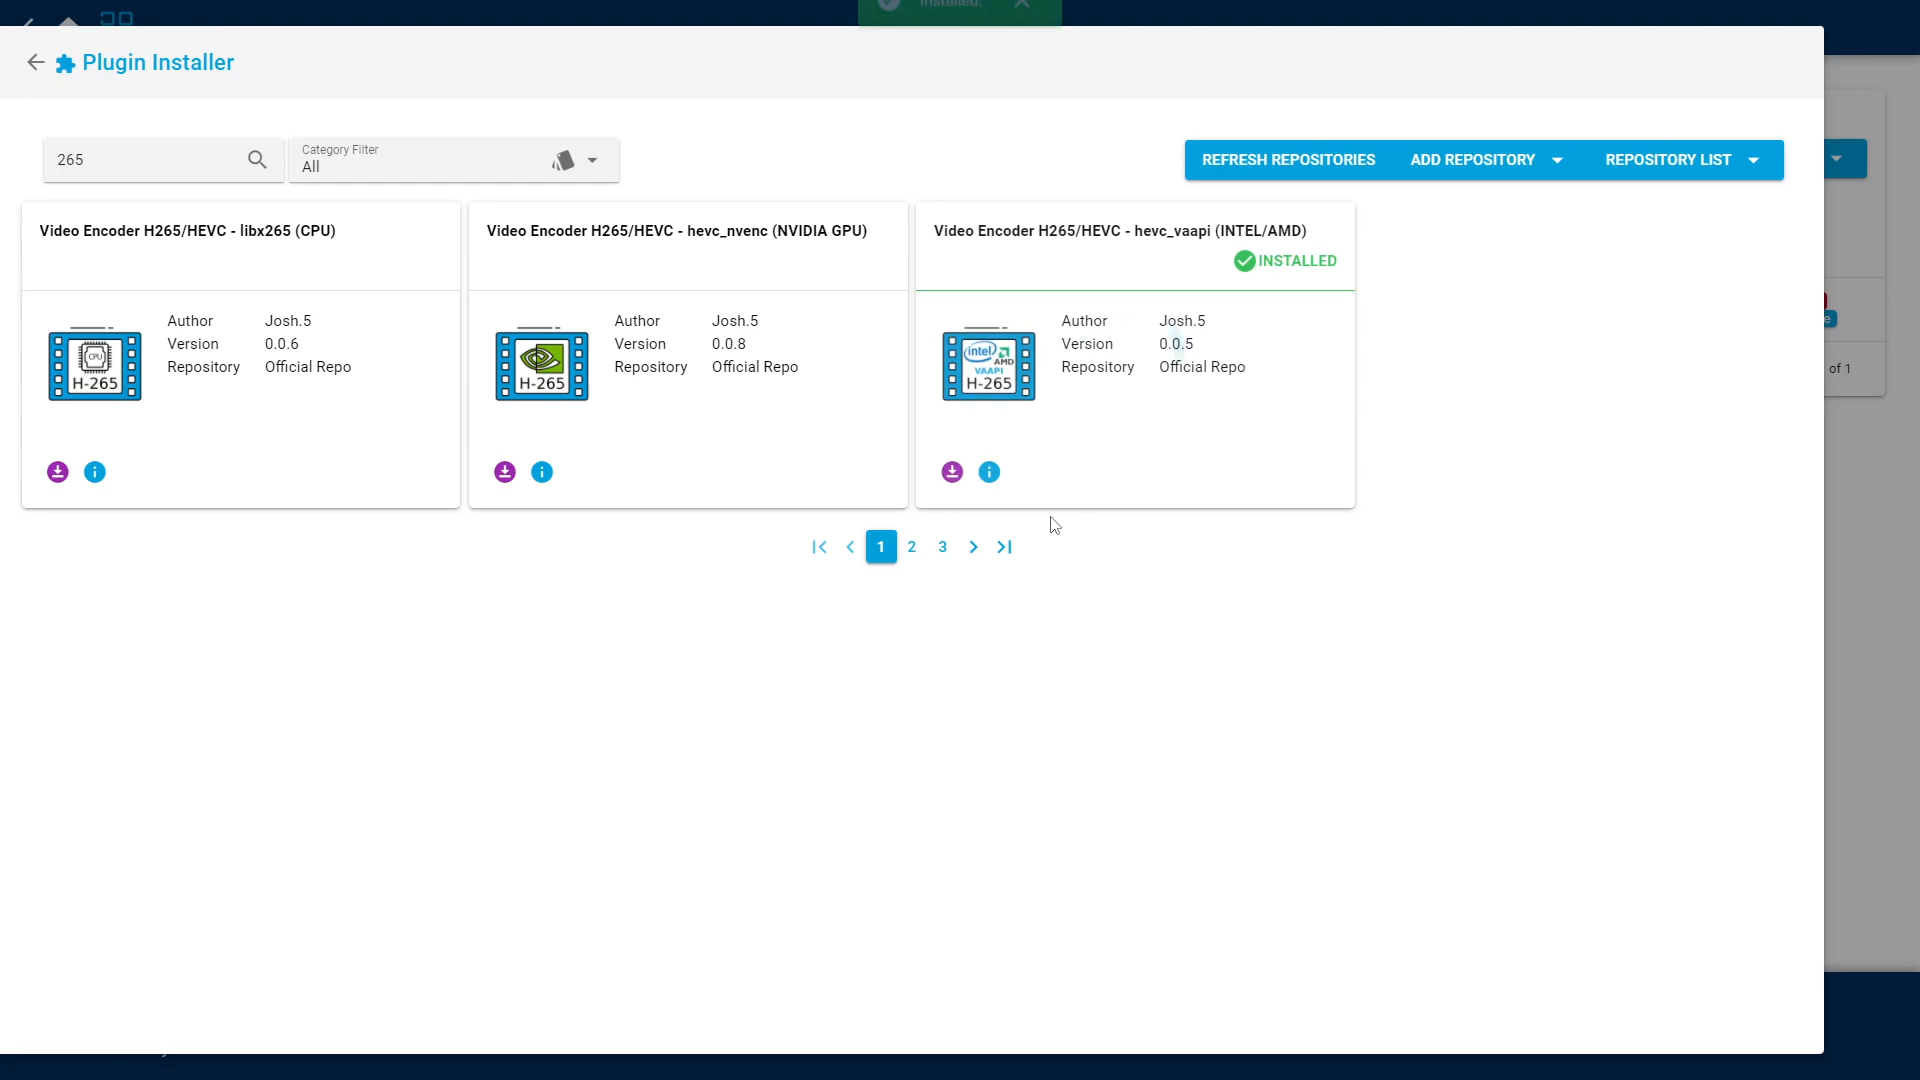 Installed.
Plugin Installer
265
Category Filter
All
REFRESH REPOSITORIES
ADD REPOSITORY
REPOSITORY LIST
Video Encoder H265/HEVC - libx265 (CPU)
Author Josh.5
Version 0.0.6
Repository Official Repo
CPU
H-265
Video Encoder H265/HEVC - hevc_nvenc (NVIDIA GPU)
Author Josh.5
Version 0.0.8
Repository Official Repo
H-265
Video Encoder H265/HEVC - hevc_vaapi (INTEL/AMD)
INSTALLED
Author Josh.5
Version 0.0.5
Repository Official Repo
intel
AMD
VAAPI
H-265
of 1
1 2 3